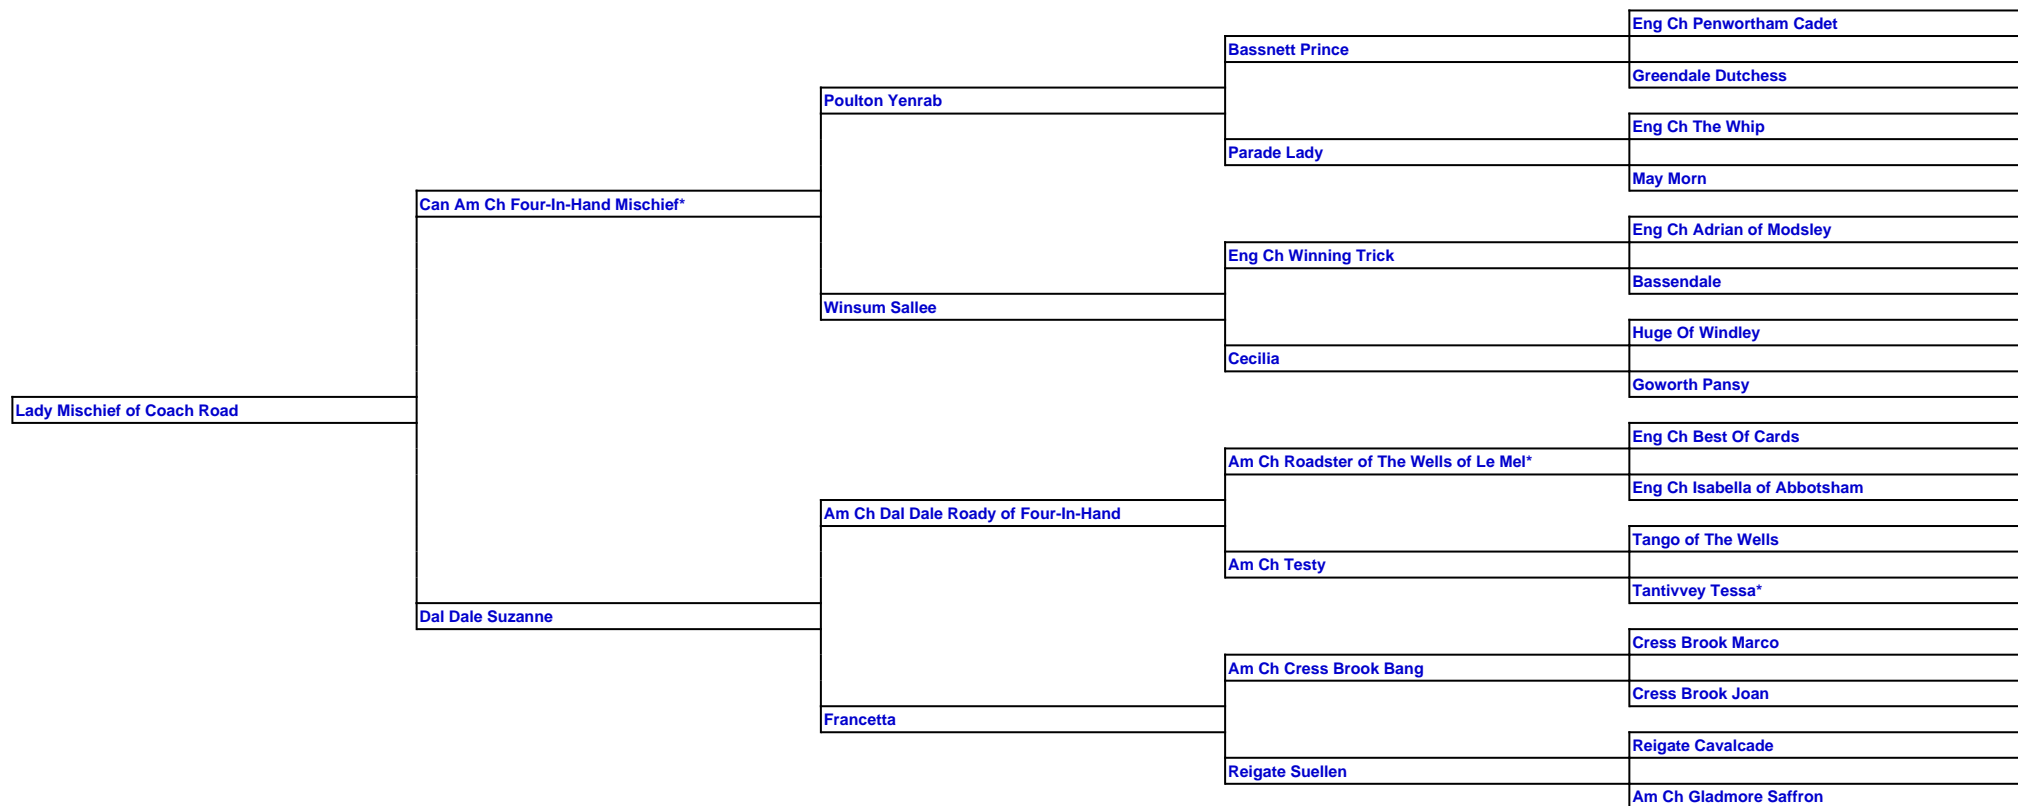 Eng Ch Penwortham Cadet
Bassnett Prince
Greendale Dutchess
Poulton Yenrab
Eng Ch The Whip
Parade Lady
May Morn
Can Am Ch Four-In-Hand Mischief*
Eng Ch Adrian of Modsley
Eng Ch Winning Trick
Bassendale
Winsum Sallee
Huge Of Windley
Cecilia
Goworth Pansy
Lady Mischief of Coach Road
Eng Ch Best Of Cards
Am Ch Roadster of The Wells of Le Mel*
Eng Ch Isabella of Abbotsham
Am Ch Dal Dale Roady of Four-In-Hand
Tango of The Wells
Am Ch Testy
Tantivvey Tessa*
Dal Dale Suzanne
Cress Brook Marco
Am Ch Cress Brook Bang
Cress Brook Joan
Francetta
Reigate Cavalcade
Reigate Suellen
Am Ch Gladmore Saffron